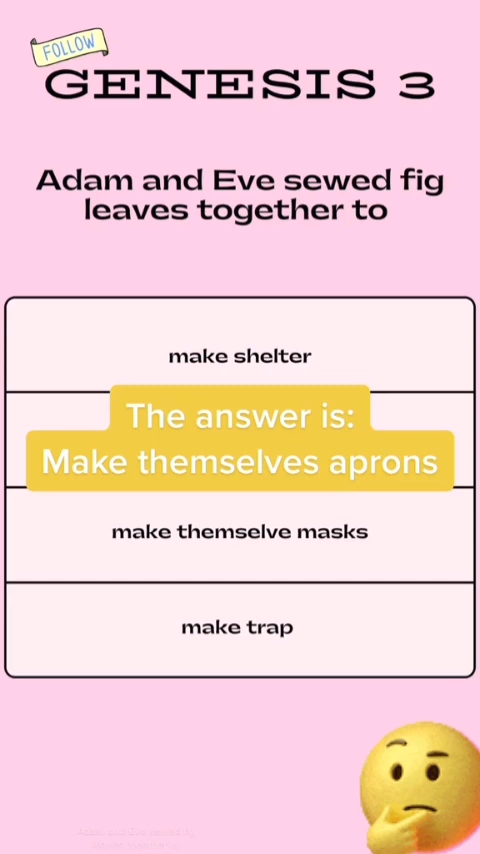 FOLLOW
GENESIS 3
Adam and Eve sewed fig
leaves together to
make shelter
The answer is:
Make themselves aprons
make themselve masks
make trap